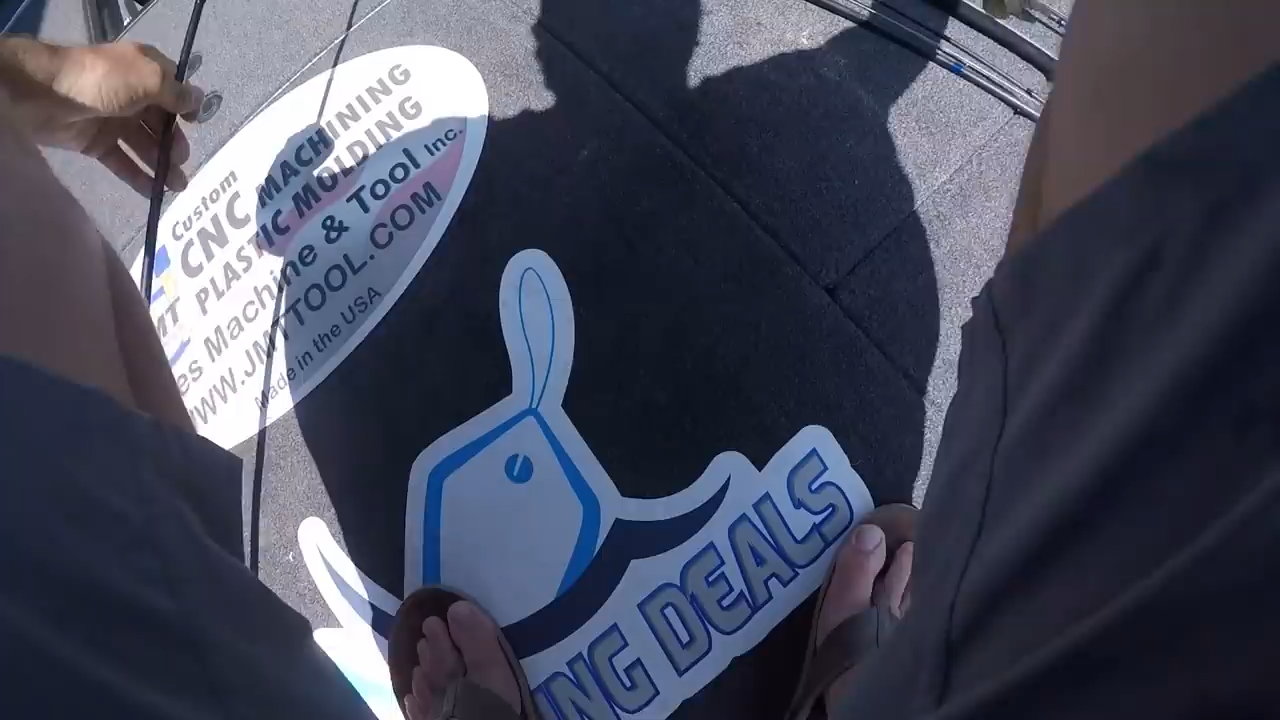 Custom
CNC MACHINING
PLASTIC MOLDING
Machine & Tool Inc.
WWW.JMTTOOL.COM
Made in the USA
DEALS